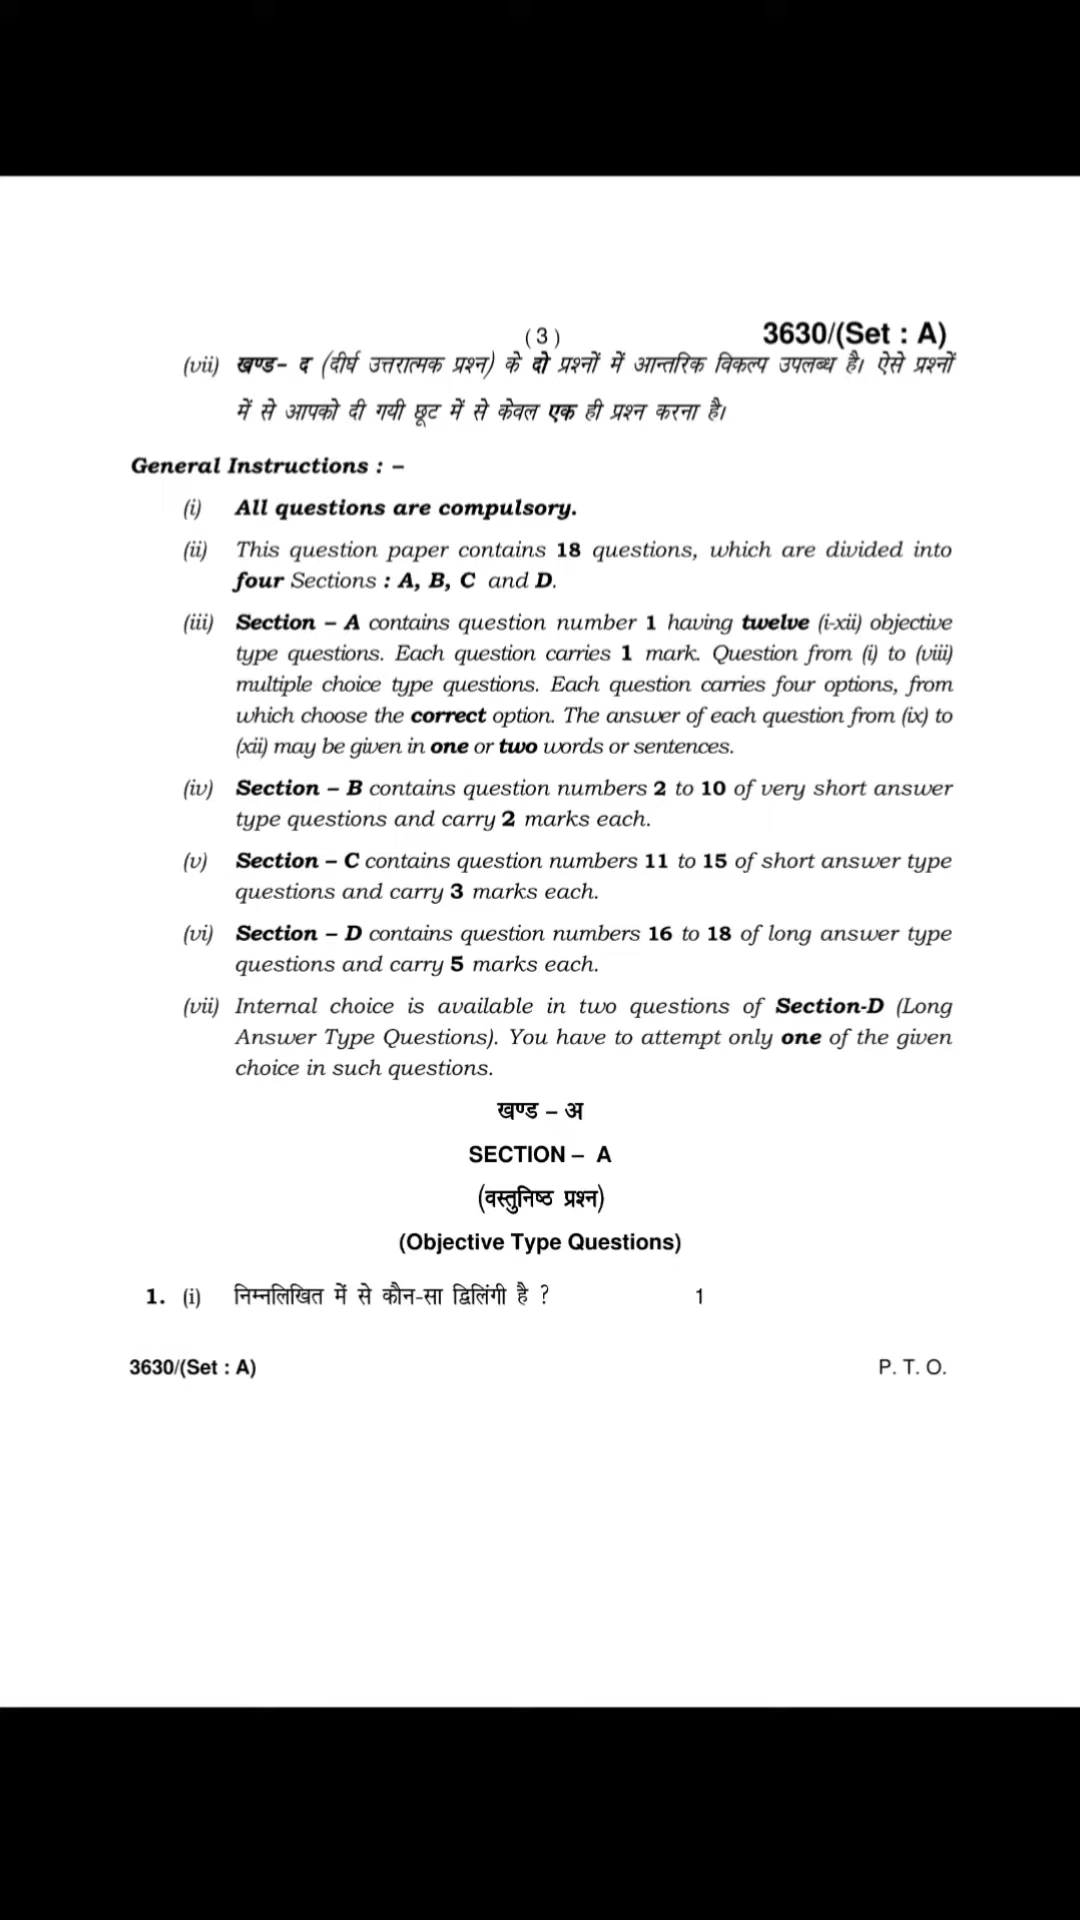 ( 3 )
3630/(Set : A)
(vii) खण्ड- द (दीर्घ उत्तरात्मक प्रश्न) के दो प्रश्नों में आन्तरिक विकल्प उपलब्ध है। ऐसे प्रश्नों
में से आपको दी गयी छूट में से केवल एक ही प्रश्न करना है।
General Instructions : –
(i) All questions are compulsory.
(ii) This question paper contains 18 questions, which are divided into
four Sections : A, B, C and D.
(iii) Section – A contains question number 1 having twelve (i-xii) objective
type questions. Each question carries 1 mark. Question from (i) to (viii)
multiple choice type questions. Each question carries four options, from
which choose the correct option. The answer of each question from (ix) to
(xii) may be given in one or two words or sentences.
(iv) Section – B contains question numbers 2 to 10 of very short answer
type questions and carry 2 marks each.
(v) Section – C contains question numbers 11 to 15 of short answer type
questions and carry 3 marks each.
(vi) Section – D contains question numbers 16 to 18 of long answer type
questions and carry 5 marks each.
(vii) Internal choice is available in two questions of Section-D (Long
Answer Type Questions). You have to attempt only one of the given
choice in such questions.
खण्ड – अ
SECTION – A
(वस्तुनिष्ठ प्रश्न)
(Objective Type Questions)
1. (i) निम्नलिखित में से कौन-सा द्विलिंगी है ? 1
3630/(Set : A) P. T. O.